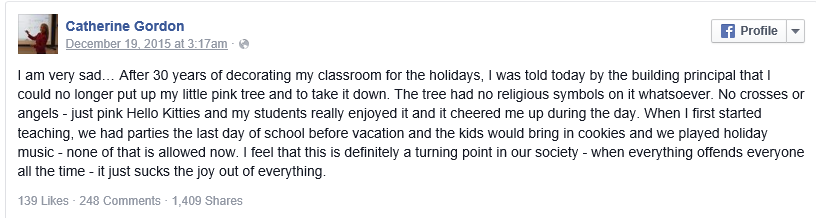 Catherine Gordon
December 19, 2015 at 3:17am ·
Profile
I am very sad… After 30 years of decorating my classroom for the holidays, I was told today by the building principal that I
could no longer put up my little pink tree and to take it down. The tree had no religious symbols on it whatsoever. No crosses or
angels - just pink Hello Kitties and my students really enjoyed it and it cheered me up during the day. When I first started
teaching, we had parties the last day of school before vacation and the kids would bring in cookies and we played holiday
music - none of that is allowed now. I feel that this is definitely a turning point in our society - when everything offends everyone
all the time - it just sucks the joy out of everything.
139 Likes · 248 Comments · 1,409 Shares